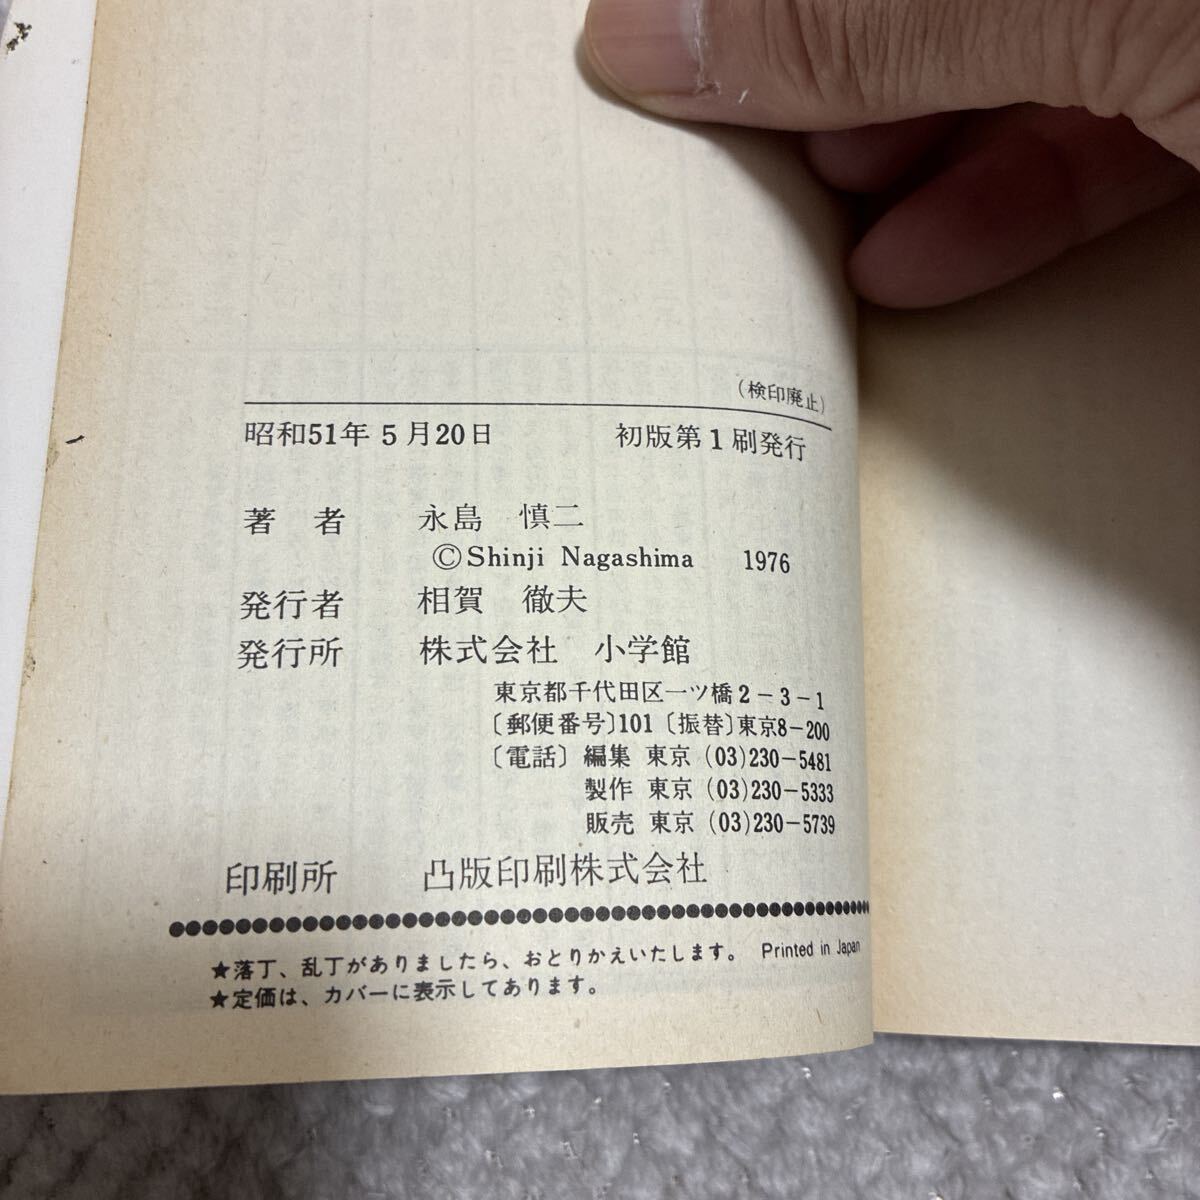 （検印廃止）
昭和51年5月20日　初版第1刷発行
著者　永島　慎二
©Shinji Nagashima　1976
発行者　相賀　徹夫
発行所　株式会社　小学館
東京都千代田区一ツ橋2－3－1
〔郵便番号〕101〔振替〕東京8－200
〔電話〕編集　東京（03）230－5481
製作　東京（03）230－5333
販売　東京（03）230－5739
印刷所　凸版印刷株式会社
★落丁、乱丁がありましたら、おとりかえいたします。　Printed in Japan
★定価は、カバーに表示してあります。